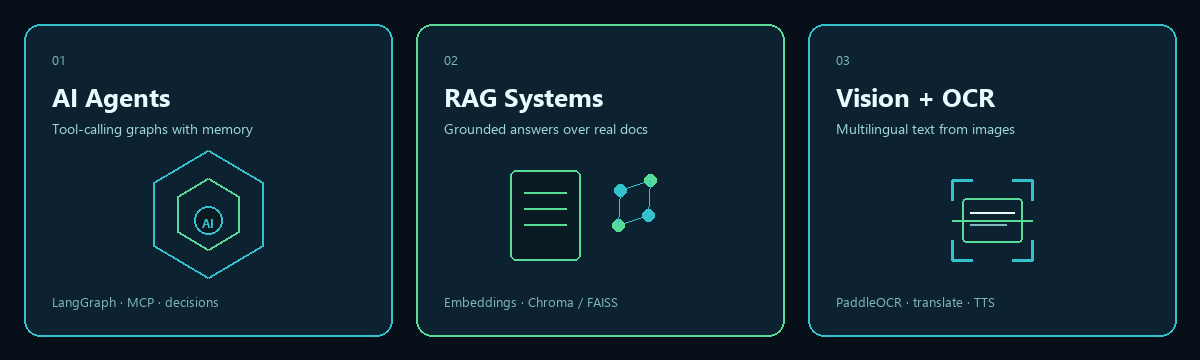 01
AI Agents
Tool-calling graphs with memory
AI
LangGraph · MCP · decisions
02
RAG Systems
Grounded answers over real docs
Embeddings · Chroma / FAISS
03
Vision + OCR
Multilingual text from images
PaddleOCR · translate · TTS